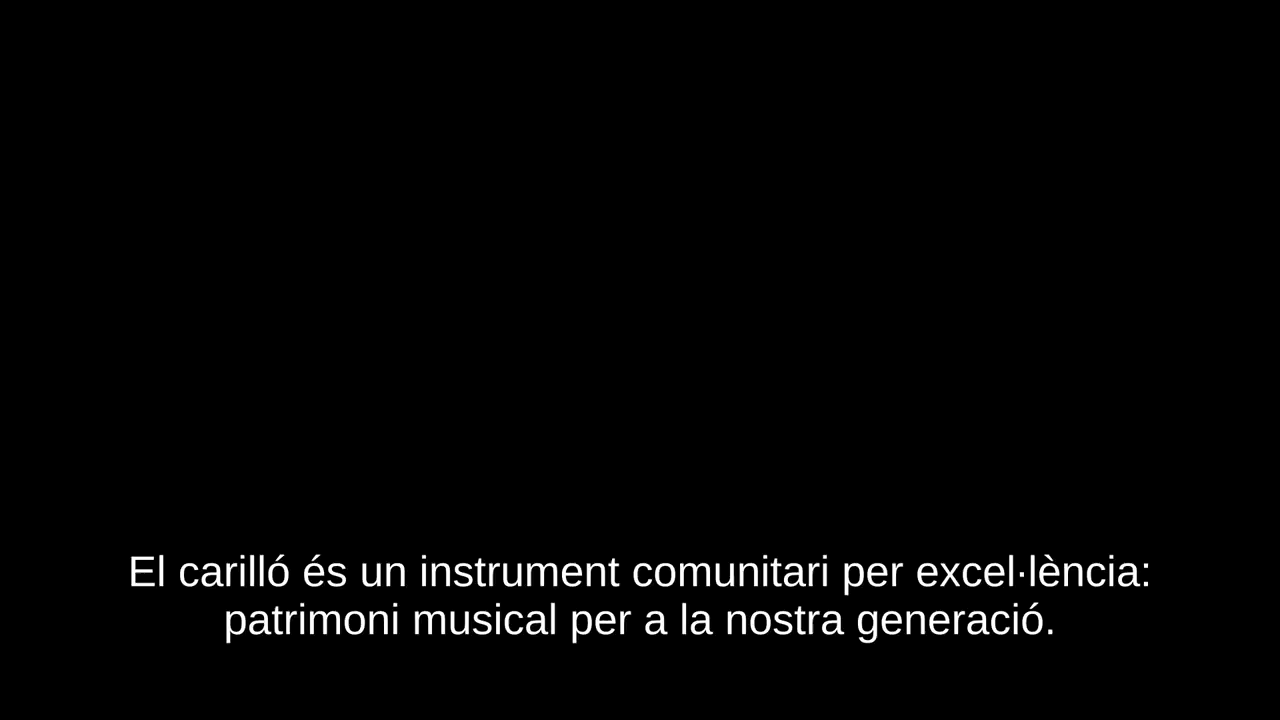 El carilló és un instrument comunitari per excel·lència:
patrimoni musical per a la nostra generació.